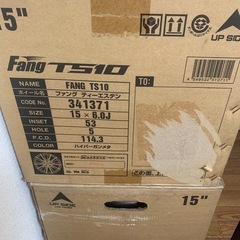 15"
UP SIDE
Fang TS10
TO:
NAME FANG TS10
ホイール名 ファング ティーエステン
CODE No. 341371
SIZE 15 × 6.0J
INSET 53
HOLE 5
P.C.D. 114.3
COLOR ハイパーガンメタ
15"
UP SIDE
15"